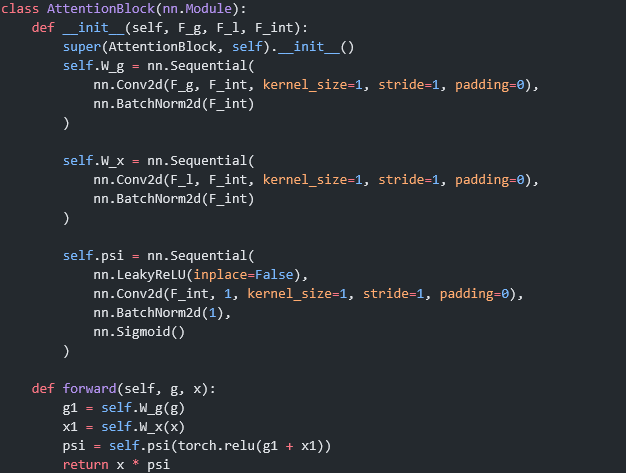 class AttentionBlock(nn.Module):
    def __init__(self, F_g, F_l, F_int):
        super(AttentionBlock, self).__init__()
        self.W_g = nn.Sequential(
            nn.Conv2d(F_g, F_int, kernel_size=1, stride=1, padding=0),
            nn.BatchNorm2d(F_int)
        )

        self.W_x = nn.Sequential(
            nn.Conv2d(F_l, F_int, kernel_size=1, stride=1, padding=0),
            nn.BatchNorm2d(F_int)
        )

        self.psi = nn.Sequential(
            nn.LeakyReLU(inplace=False),
            nn.Conv2d(F_int, 1, kernel_size=1, stride=1, padding=0),
            nn.BatchNorm2d(1),
            nn.Sigmoid()
        )

    def forward(self, g, x):
        g1 = self.W_g(g)
        x1 = self.W_x(x)
        psi = self.psi(torch.relu(g1 + x1))
        return x * psi